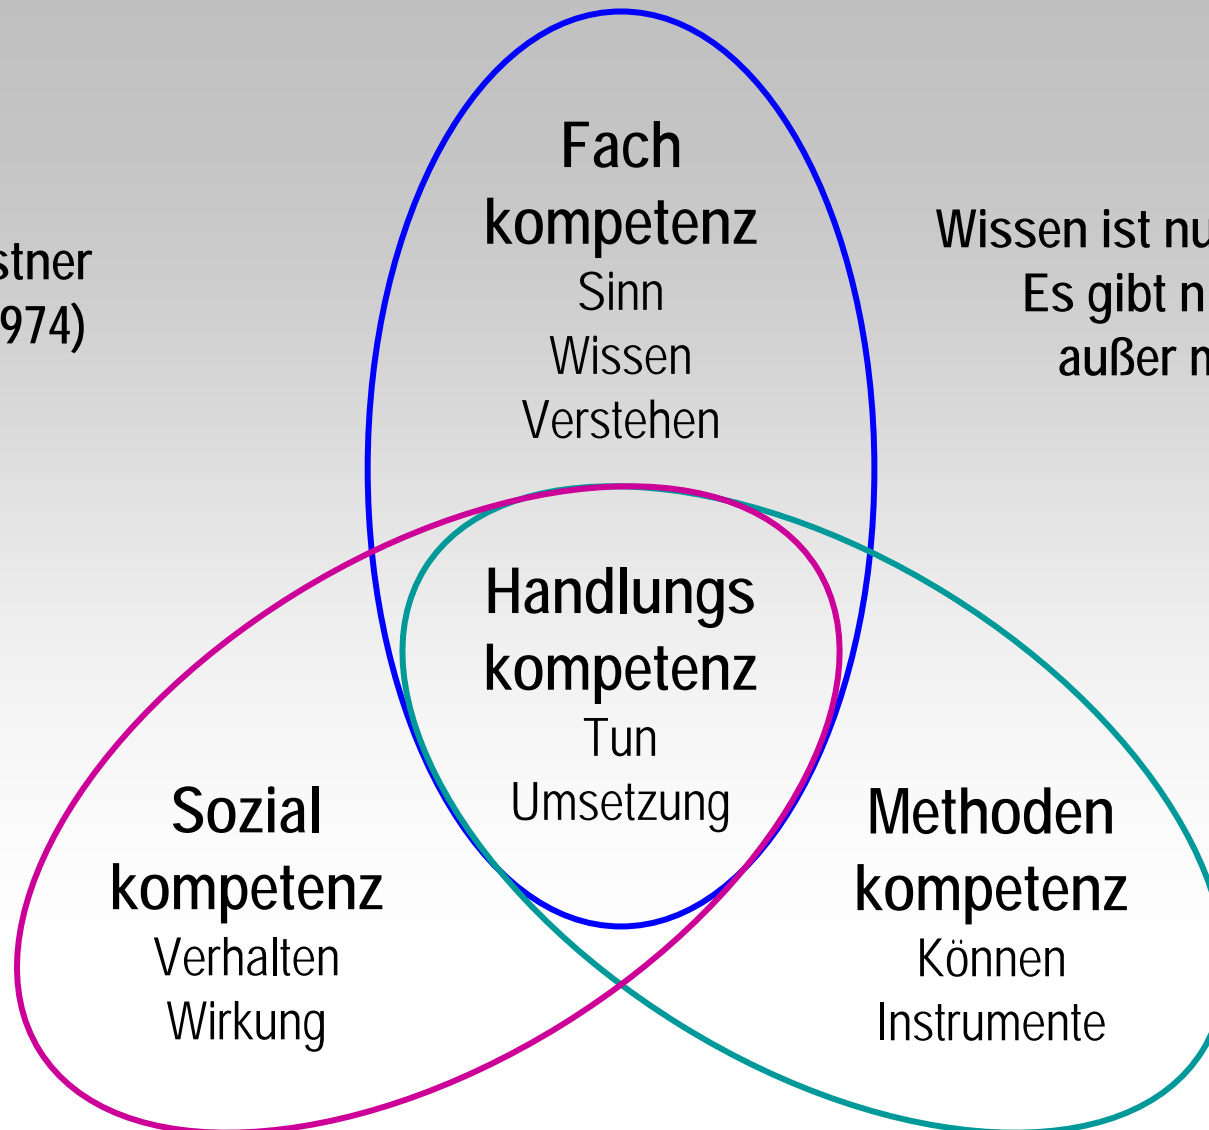 Fach
kompetenz
Sinn
Wissen
Verstehen
stner
974)
Wissen ist nu
Es gibt n
außer n
Handlungs
kompetenz
Tun
Umsetzung
Sozial
kompetenz
Verhalten
Wirkung
Methoden
kompetenz
Können
Instrumente